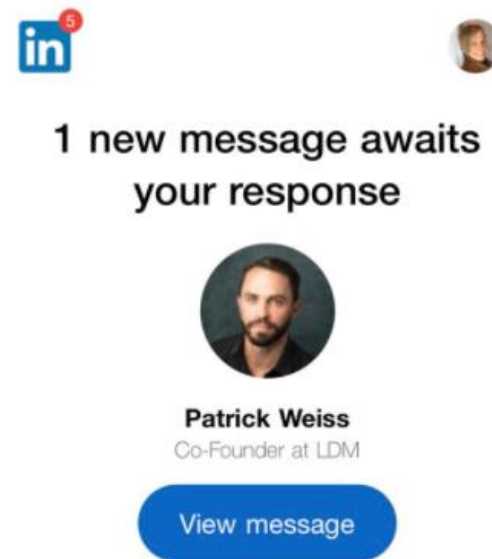 in 5
1 new message awaits
your response
Patrick Weiss
Co-Founder at LDM
View message